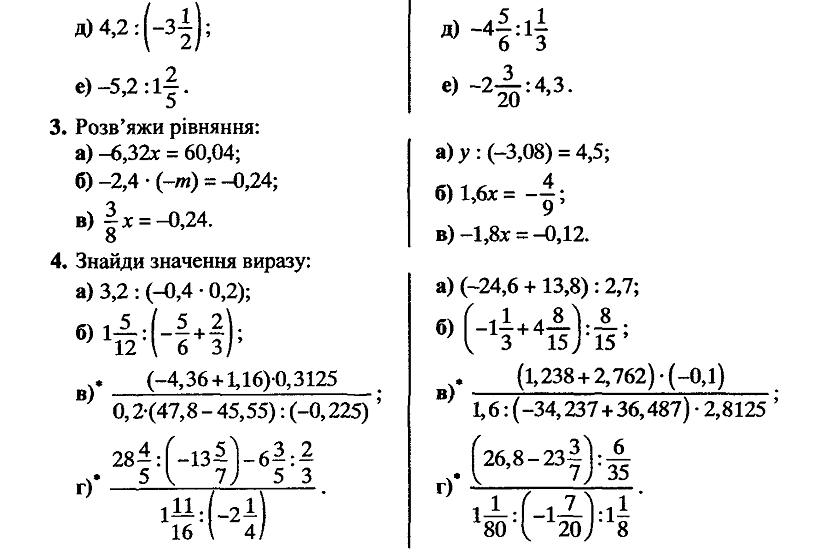 д) 4,2 : (−3 1/2);
е) −5,2 : 1 2/5 .
д) −4 5/6 : 1 1/3
е) −2 3/20 : 4,3 .
3. Розв’яжи рівняння:
а) −6,32x = 60,04;
б) −2,4 · (−m) = −0,24;
в) 3/8 x = −0,24.
а) y : (−3,08) = 4,5;
б) 1,6x = −4/9;
в) −1,8x = −0,12.
4. Знайди значення виразу:
а) 3,2 : (−0,4 · 0,2);
б) 1 5/12 : (−5/6 + 2/3);
в)* ((−4,36 + 1,16) · 0,3125) / (0,2 · (47,8 − 45,55) : (−0,225)) ;
г)* (28 4/5 : (−13 5/7) − 6 3/5 : 2/3) / (1 11/16 : (−2 1/4)) .
а) (−24,6 + 13,8) : 2,7;
б) (−1 1/3 + 4 8/15) : 8/15 ;
в)* ((1,238 + 2,762) · (−0,1)) / (1,6 : (−34,237 + 36,487) · 2,8125) ;
г)* ((26,8 − 23 3/7) : 6/35) / (1 1/80 : (−1 7/20) : 1 1/8) .